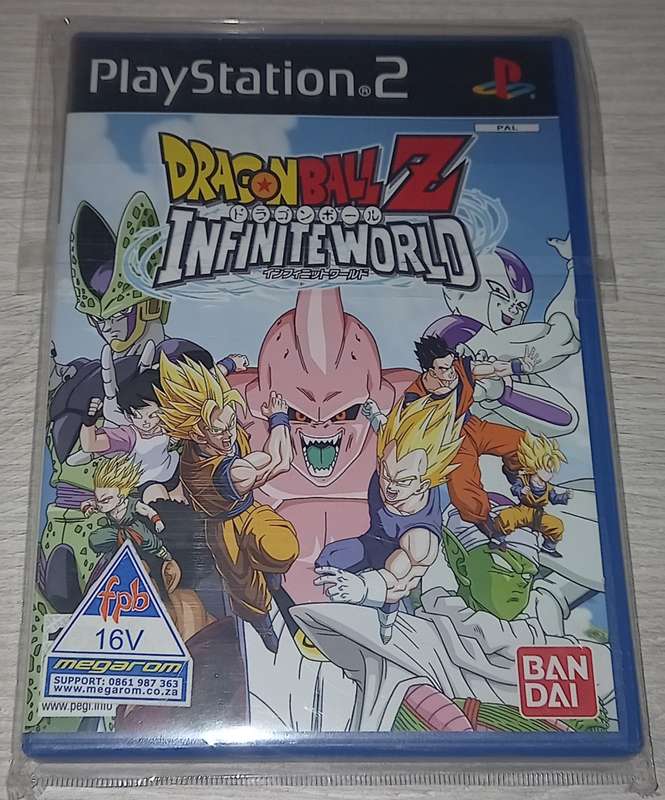 PlayStation®2
PAL
DRAGON BALL Z
ドラゴンボール
INFINITE WORLD
インフィニットワールド
fpb
16V
megarom
SUPPORT: 0861 987 363
www.megarom.co.za
www.pegi.info
BAN
DAI